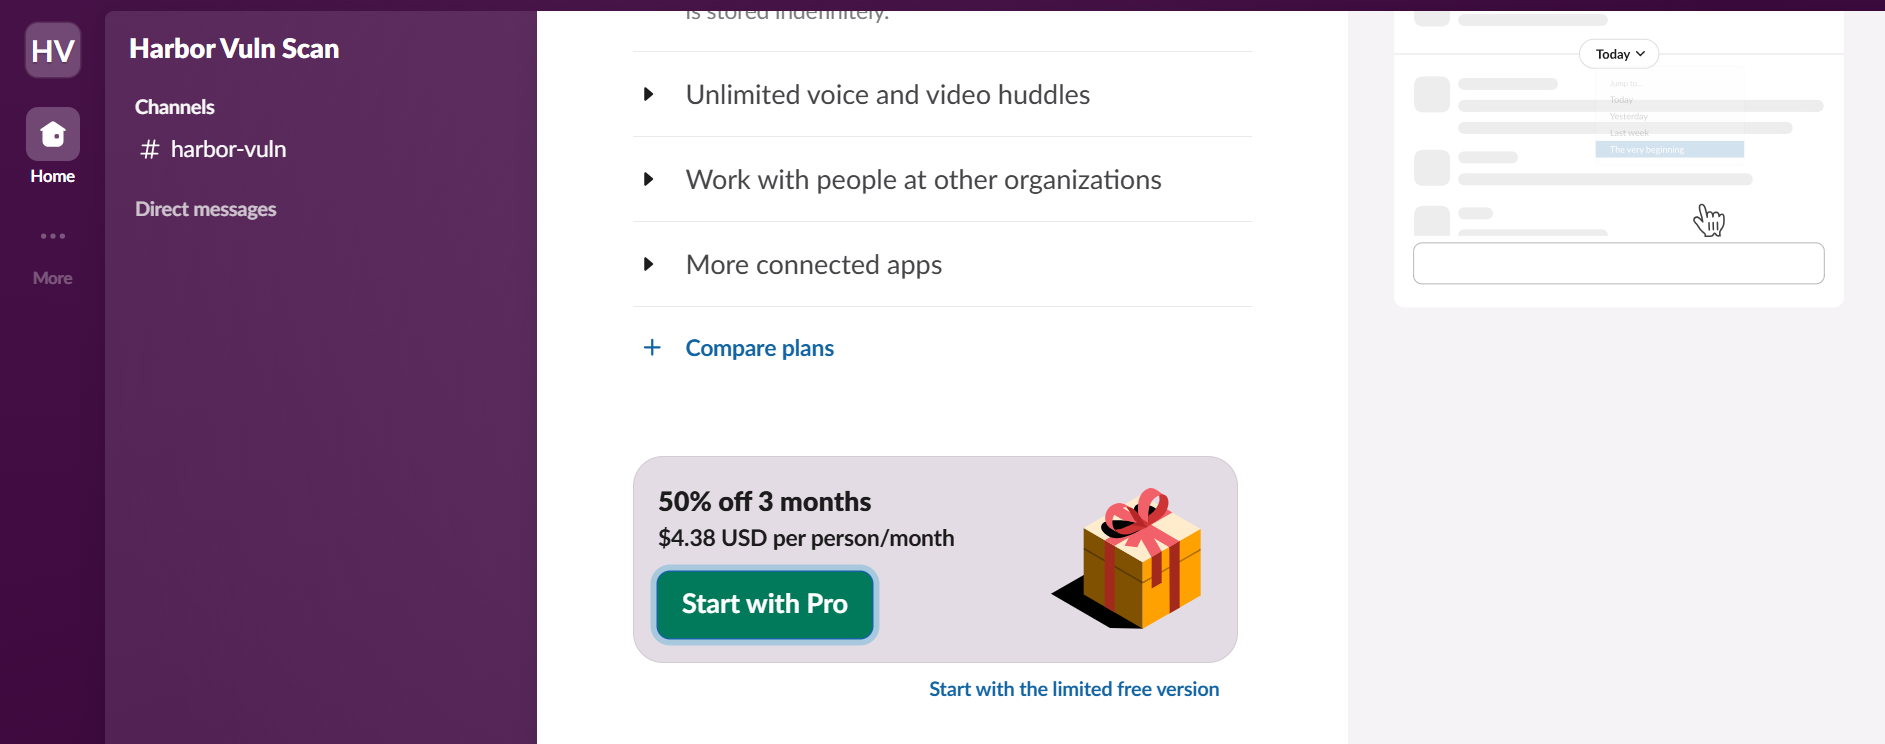 HV
Home
More
Harbor Vuln Scan
Channels
# harbor-vuln
Direct messages
is stored indefinitely.
Unlimited voice and video huddles
Work with people at other organizations
More connected apps
+ Compare plans
50% off 3 months
$4.38 USD per person/month
Start with Pro
Start with the limited free version
Today
Jump to...
Today
Yesterday
Last week
The very beginning